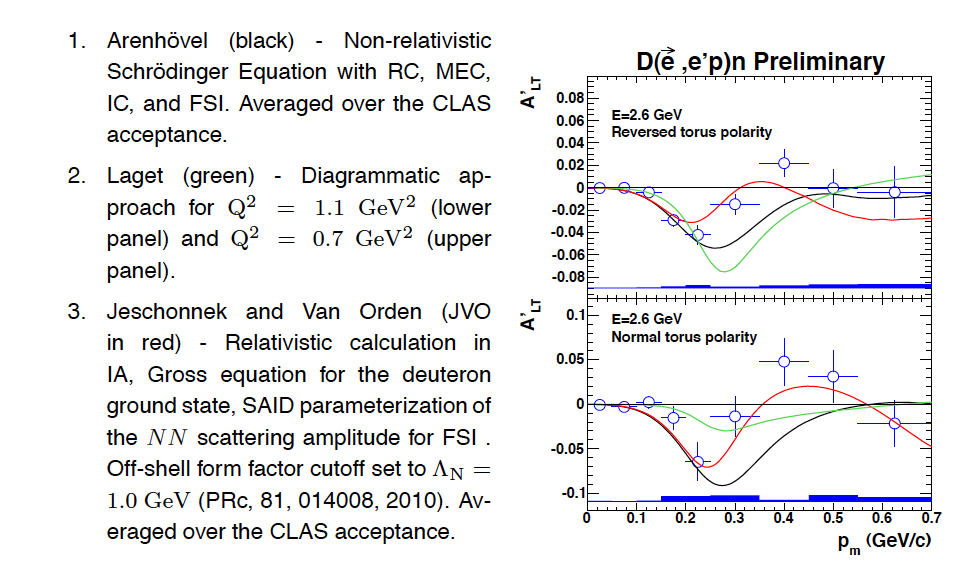 1. Arenhövel (black) - Non-relativistic
Schrödinger Equation with RC, MEC,
IC, and FSI. Averaged over the CLAS
acceptance.
2. Laget (green) - Diagrammatic ap-
proach for Q² = 1.1 GeV² (lower
panel) and Q² = 0.7 GeV² (upper
panel).
3. Jeschonnek and Van Orden (JVO
in red) - Relativistic calculation in
IA, Gross equation for the deuteron
ground state, SAID parameterization of
the NN scattering amplitude for FSI .
Off-shell form factor cutoff set to Λ_N =
1.0 GeV (PRc, 81, 014008, 2010). Av-
eraged over the CLAS acceptance.
D(e⃗ ,e'p)n Preliminary
A'_LT
0.08
0.06
0.04
0.02
0
-0.02
-0.04
-0.06
-0.08
E=2.6 GeV
Reversed torus polarity
A'_LT
0.1
0.05
0
-0.05
-0.1
E=2.6 GeV
Normal torus polarity
0 0.1 0.2 0.3 0.4 0.5 0.6 0.7
p_m (GeV/c)